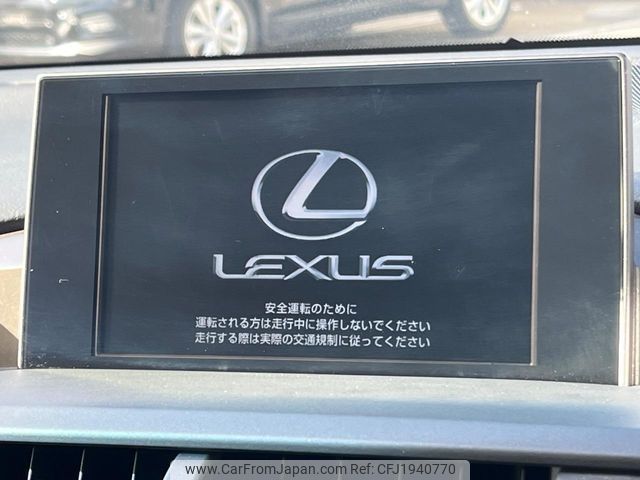 LEXUS
安全運転のために
運転される方は走行中に操作しないでください
走行する際は実際の交通規制に従ってください
www.CarFromJapan.com Ref: CFJ1940770